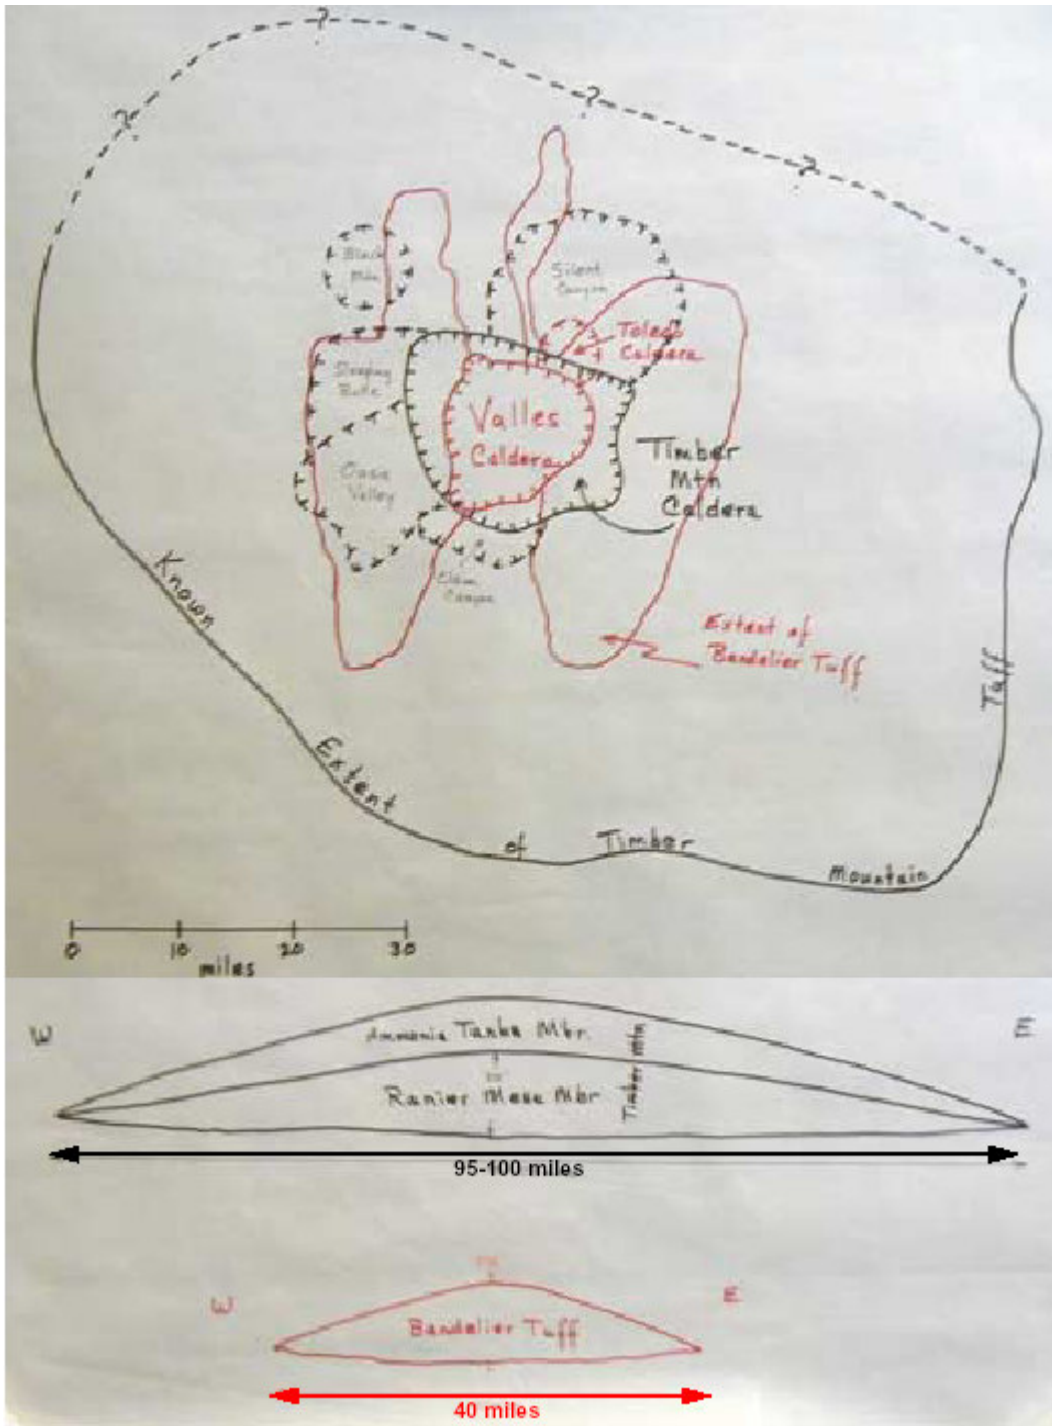 ?
?
?
?
Black
Mtn
Silent
Canyon
Toledo
Caldera
Sleeping
Butte
Valles
Caldera
Timber
Mtn
Caldera
Oasis
Valley
Canyon
Extent of
Bandelier Tuff
Known Extent of Timber Mountain Tuff
0 10 20 30
miles
W
E
Ammonia Tanks Mbr.
Ranier Mesa Mbr
Timber Mtn
95-100 miles
W
E
Bandelier Tuff
40 miles